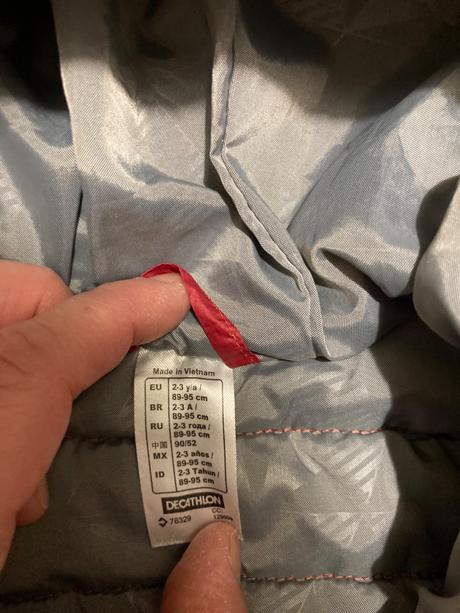 Made in Vietnam
EU 2-3 y/a /
89-95 cm
BR 2-3 A /
89-95 cm
RU 2-3 года /
89-95 cm
中国 90/52
MX 2-3 años /
89-95 cm
ID 2-3 Tahun /
89-95 cm
DECATHLON
76329